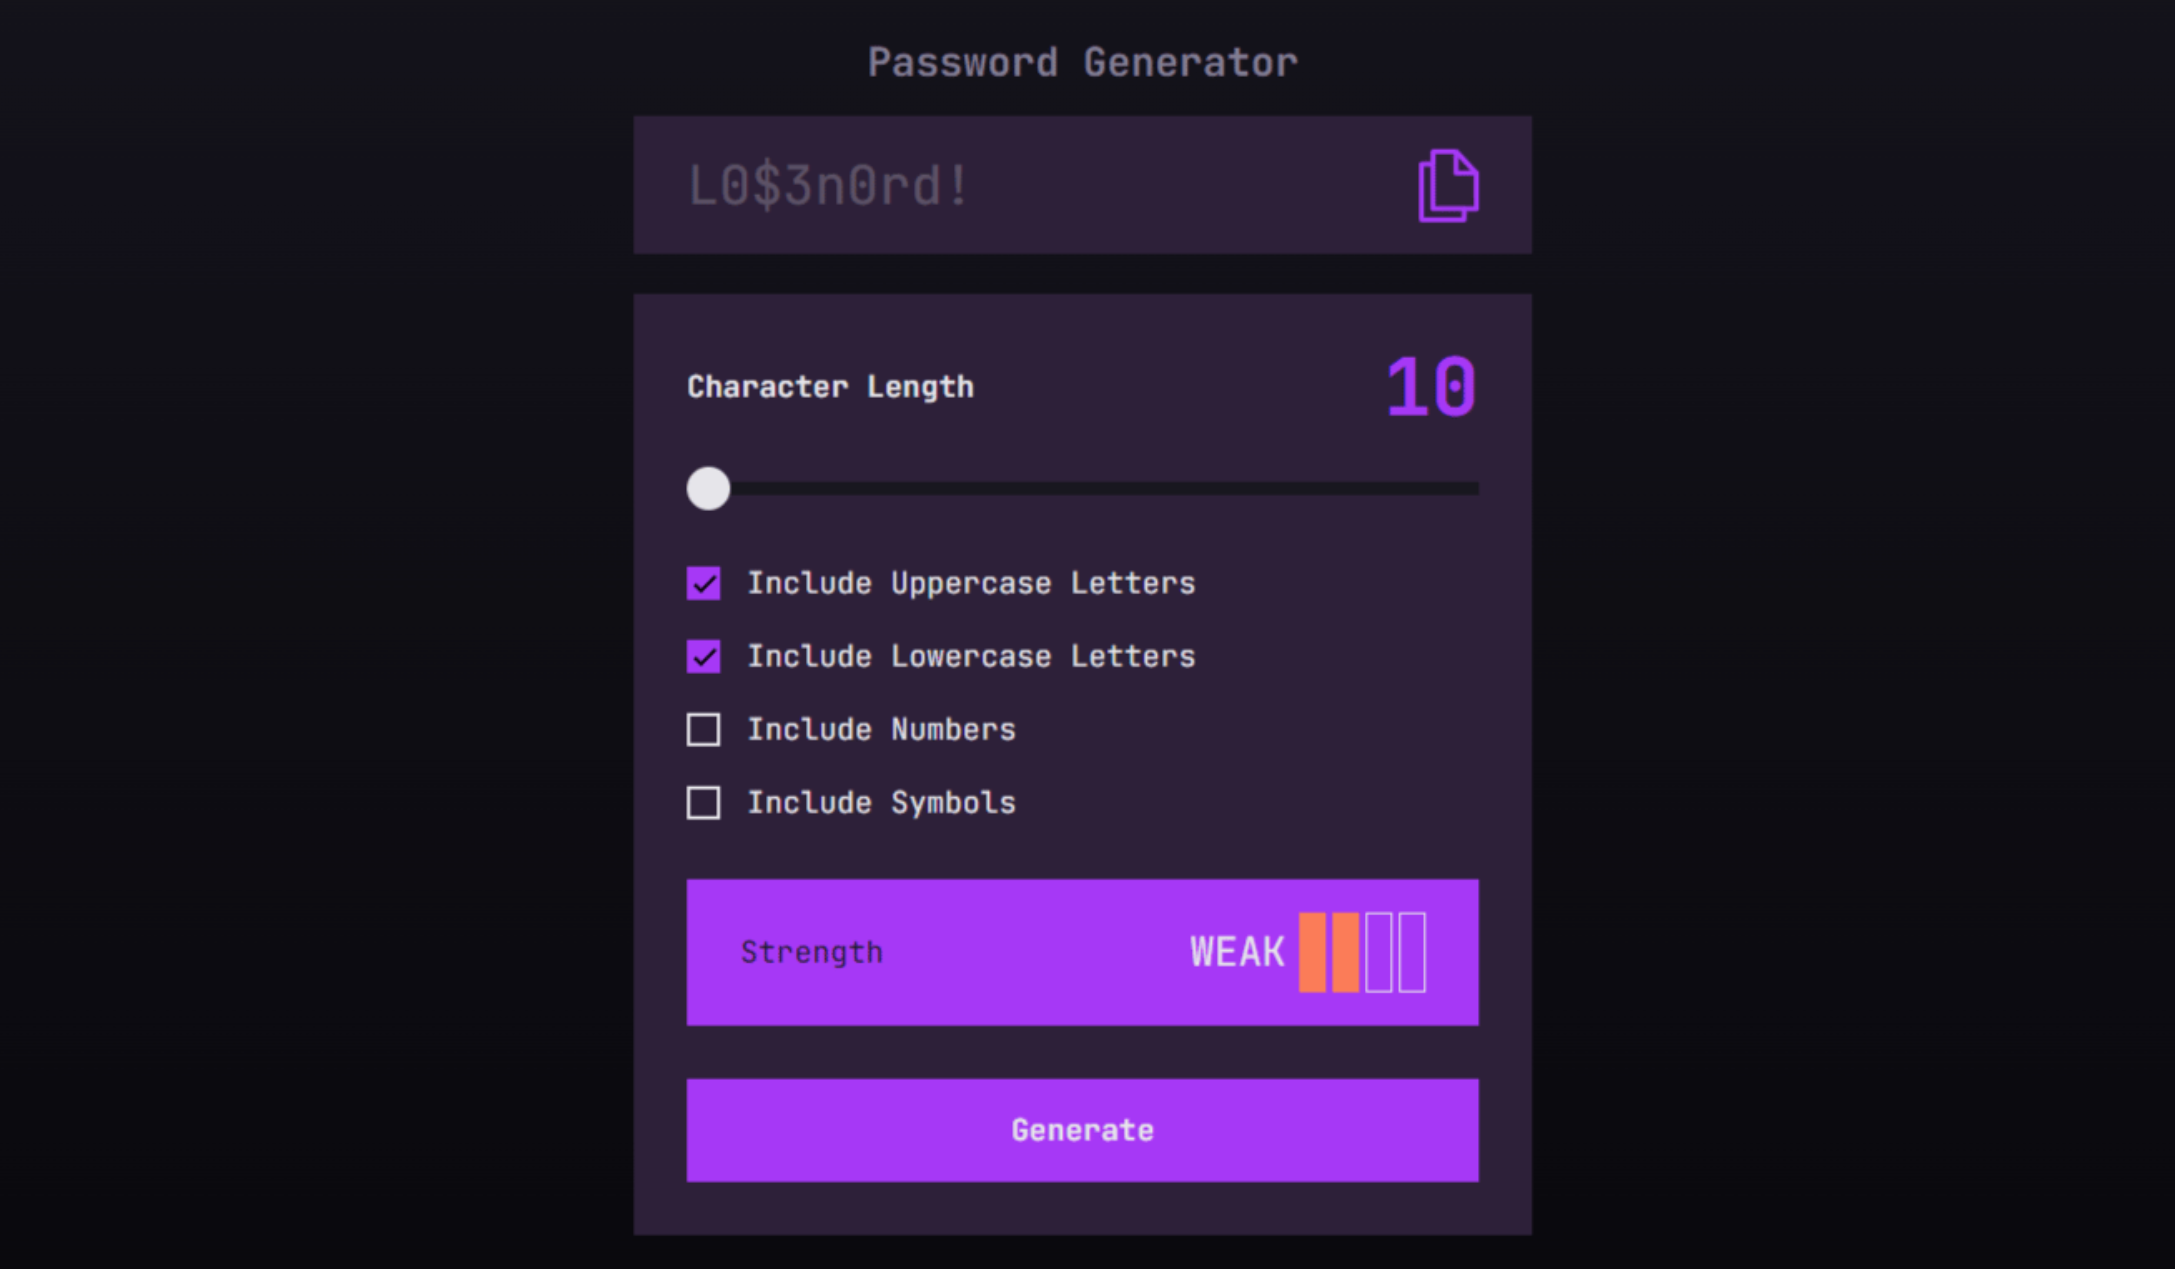 Password Generator
L0$3n0rd!
Character Length
10
Include Uppercase Letters
Include Lowercase Letters
Include Numbers
Include Symbols
Strength
WEAK
Generate